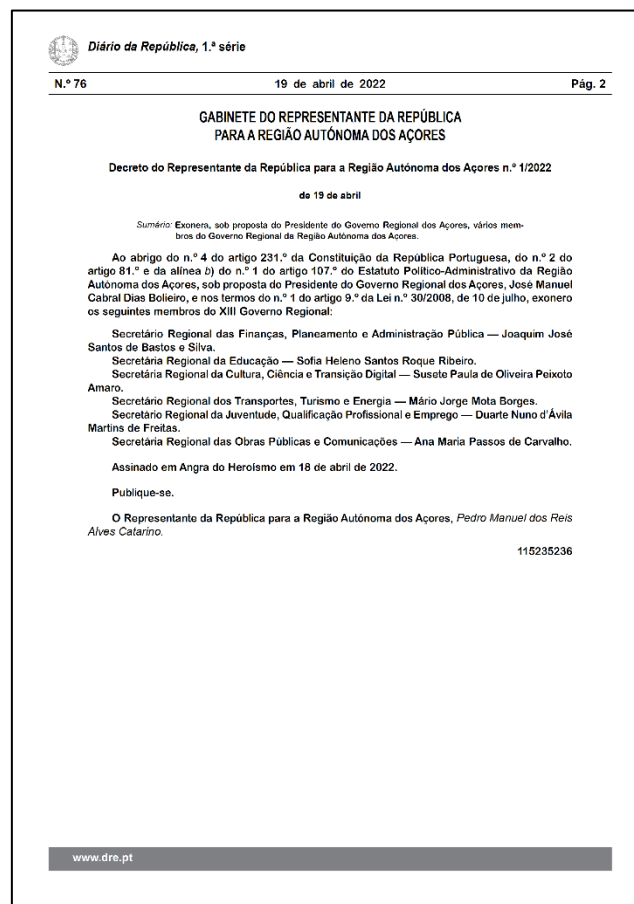 Diário da República, 1.ª série
N.º 76 19 de abril de 2022 Pág. 2
GABINETE DO REPRESENTANTE DA REPÚBLICA
PARA A REGIÃO AUTÓNOMA DOS AÇORES
Decreto do Representante da República para a Região Autónoma dos Açores n.º 1/2022
de 19 de abril
Sumário: Exonera, sob proposta do Presidente do Governo Regional dos Açores, vários mem-
bros do Governo Regional da Região Autónoma dos Açores.
Ao abrigo do n.º 4 do artigo 231.º da Constituição da República Portuguesa, do n.º 2 do
artigo 81.º e da alínea b) do n.º 1 do artigo 107.º do Estatuto Político-Administrativo da Região
Autónoma dos Açores, sob proposta do Presidente do Governo Regional dos Açores, José Manuel
Cabral Dias Bolieiro, e nos termos do n.º 1 do artigo 9.º da Lei n.º 30/2008, de 10 de julho, exonero
os seguintes membros do XIII Governo Regional:
Secretário Regional das Finanças, Planeamento e Administração Pública — Joaquim José
Santos de Bastos e Silva.
Secretária Regional da Educação — Sofia Heleno Santos Roque Ribeiro.
Secretária Regional da Cultura, Ciência e Transição Digital — Susete Paula de Oliveira Peixoto
Amaro.
Secretário Regional dos Transportes, Turismo e Energia — Mário Jorge Mota Borges.
Secretário Regional da Juventude, Qualificação Profissional e Emprego — Duarte Nuno d'Ávila
Martins de Freitas.
Secretária Regional das Obras Públicas e Comunicações — Ana Maria Passos de Carvalho.
Assinado em Angra do Heroísmo em 18 de abril de 2022.
Publique-se.
O Representante da República para a Região Autónoma dos Açores, Pedro Manuel dos Reis
Alves Catarino.
115235236
www.dre.pt